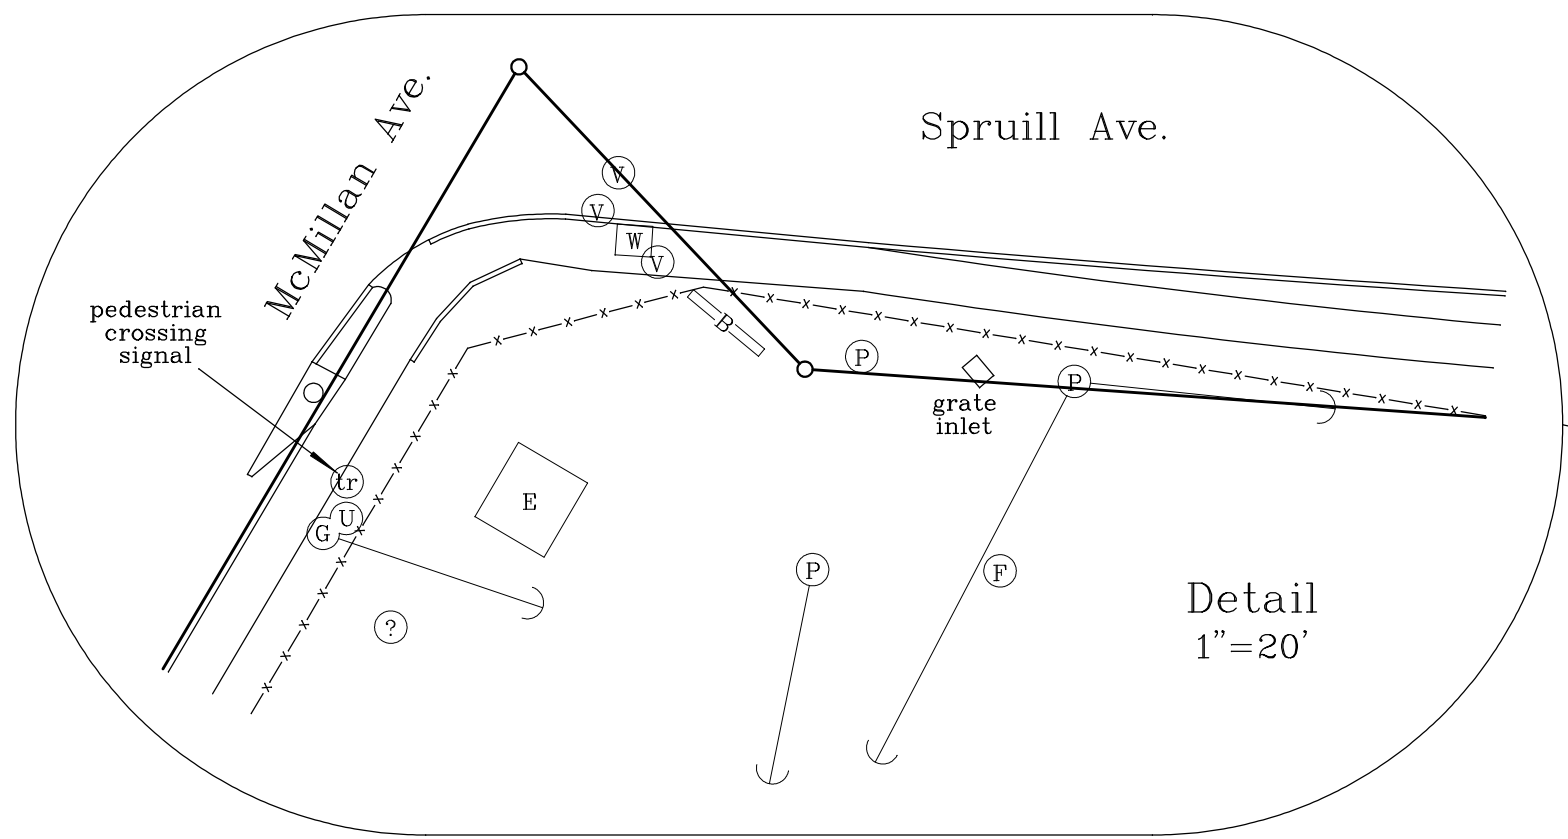 McMillan Ave.
Spruill Ave.
V
V
W
V
pedestrian
crossing
signal
B
P
P
grate
inlet
tr
U
G
E
P
F
?
Detail
1"=20'